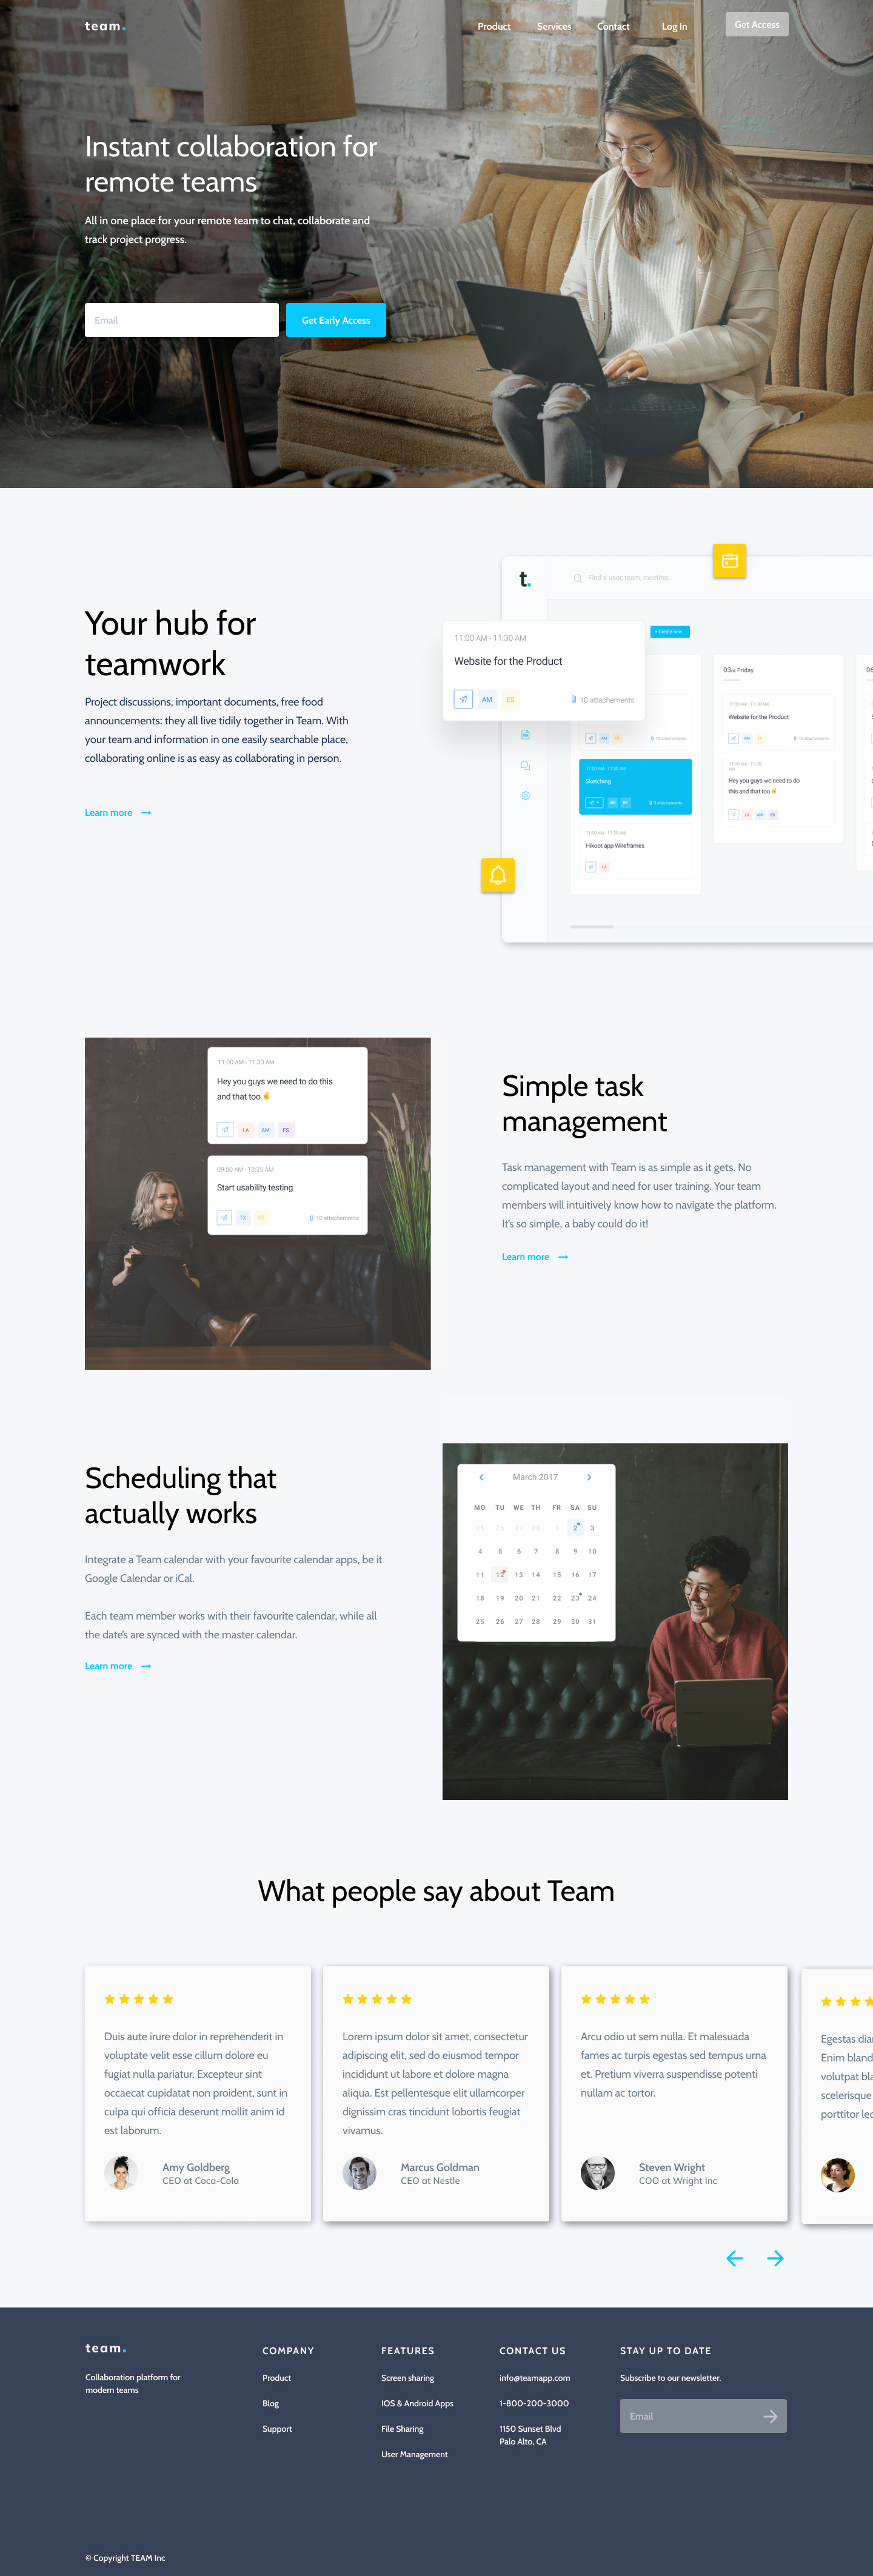 team.
Product Services Contact Log In Get Access
Instant collaboration for
remote teams
All in one place for your remote team to chat, collaborate and
track project progress.
Email Get Early Access
t.
Find a user, team, meeting...
Your hub for
teamwork
Project discussions, important documents, free food
announcements: they all live tidily together in Team. With
your team and information in one easily searchable place,
collaborating online is as easy as collaborating in person.
Learn more
+ Create new
11:00 AM - 11:30 AM
Website for the Product
AM ES 10 attachements
11:00 AM - 11:30 AM
Sketching
3 attachements
11:00 AM - 11:30 AM
Hikoot app Wireframes
LA
03rd Friday
11:00 AM - 11:30 AM
Website for the Product
AM ES 10 attachements
11:00 AM - 11:30
AM
Hey you guys we need to do
this and that too ✌️
LA AM FS
06
11:00 AM - 11:30 AM
Hey you guys we need to do this
and that too ✌️
LA AM FS
09:50 AM - 13:25 AM
Start usability testing
TX ES 10 attachements
Simple task
management
Task management with Team is as simple as it gets. No
complicated layout and need for user training. Your team
members will intuitively know how to navigate the platform.
It's so simple, a baby could do it!
Learn more
Scheduling that
actually works
Integrate a Team calendar with your favourite calendar apps, be it
Google Calendar or iCal.
Each team member works with their favourite calendar, while all
the date's are synced with the master calendar.
Learn more
March 2017
MO TU WE TH FR SA SU
25 26 27 28 1 2 3
4 5 6 7 8 9 10
11 12 13 14 15 16 17
18 19 20 21 22 23 24
25 26 27 28 29 30 31
What people say about Team
Duis aute irure dolor in reprehenderit in
voluptate velit esse cillum dolore eu
fugiat nulla pariatur. Excepteur sint
occaecat cupidatat non proident, sunt in
culpa qui officia deserunt mollit anim id
est laborum.
Amy Goldberg
CEO at Coca-Cola
Lorem ipsum dolor sit amet, consectetur
adipiscing elit, sed do eiusmod tempor
incididunt ut labore et dolore magna
aliqua. Est pellentesque elit ullamcorper
dignissim cras tincidunt lobortis feugiat
vivamus.
Marcus Goldman
CEO at Nestle
Arcu odio ut sem nulla. Et malesuada
fames ac turpis egestas sed tempus urna
et. Pretium viverra suspendisse potenti
nullam ac tortor.
Steven Wright
COO at Wright Inc
Egestas diam
Enim bland
volutpat bla
scelerisque
porttitor leo
team.
Collaboration platform for
modern teams
COMPANY
Product
Blog
Support
FEATURES
Screen sharing
IOS & Android Apps
File Sharing
User Management
CONTACT US
info@teamapp.com
1-800-200-3000
1150 Sunset Blvd
Palo Alto, CA
STAY UP TO DATE
Subscribe to our newsletter.
Email
© Copyright TEAM Inc